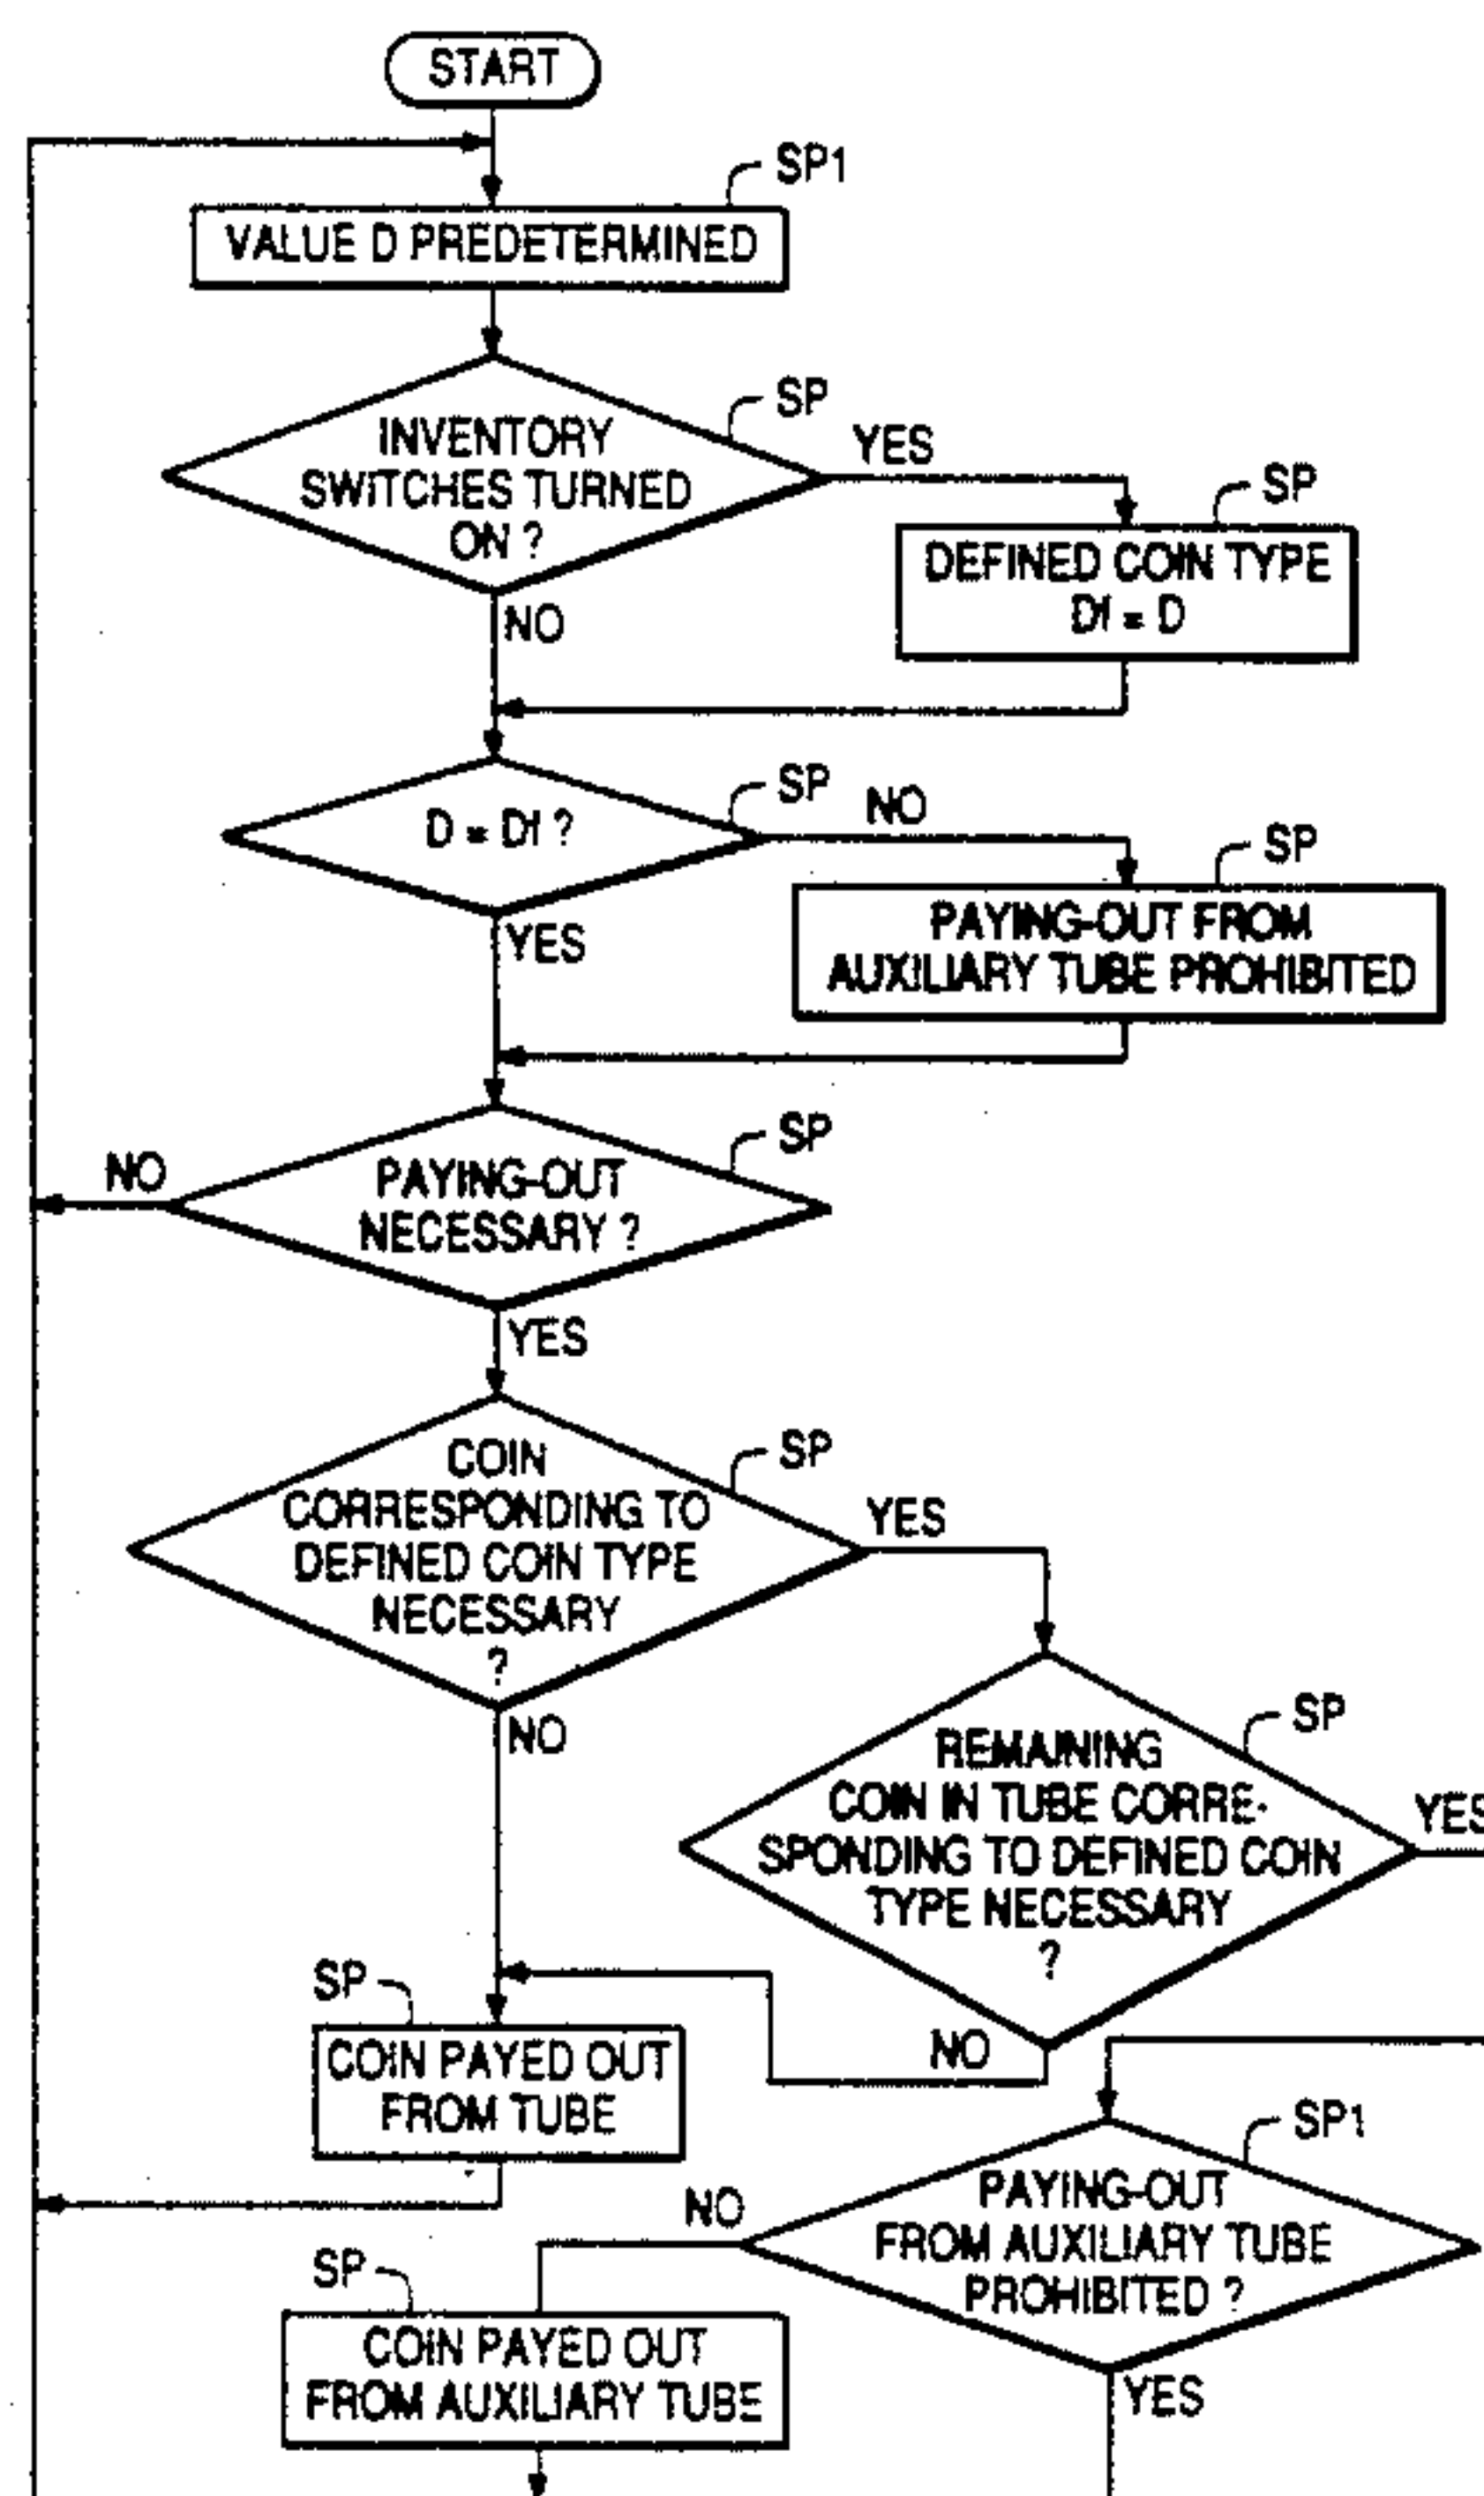 START
SP1
VALUE D PREDETERMINED
SP
INVENTORY
SWITCHES TURNED
ON ?
YES
SP
DEFINED COIN TYPE
Df = D
NO
SP
D = Df ?
NO
SP
PAYING-OUT FROM
AUXILIARY TUBE PROHIBITED
YES
SP
NO
PAYING-OUT
NECESSARY ?
YES
SP
COIN
CORRESPONDING TO
DEFINED COIN TYPE
NECESSARY
?
YES
NO
SP
REMAINING
COIN IN TUBE CORRE-
SPONDING TO DEFINED COIN
TYPE NECESSARY
?
YES
NO
SP
COIN PAYED OUT
FROM TUBE
SP1
PAYING-OUT
FROM AUXILIARY TUBE
PROHIBITED ?
NO
SP
COIN PAYED OUT
FROM AUXILIARY TUBE
YES